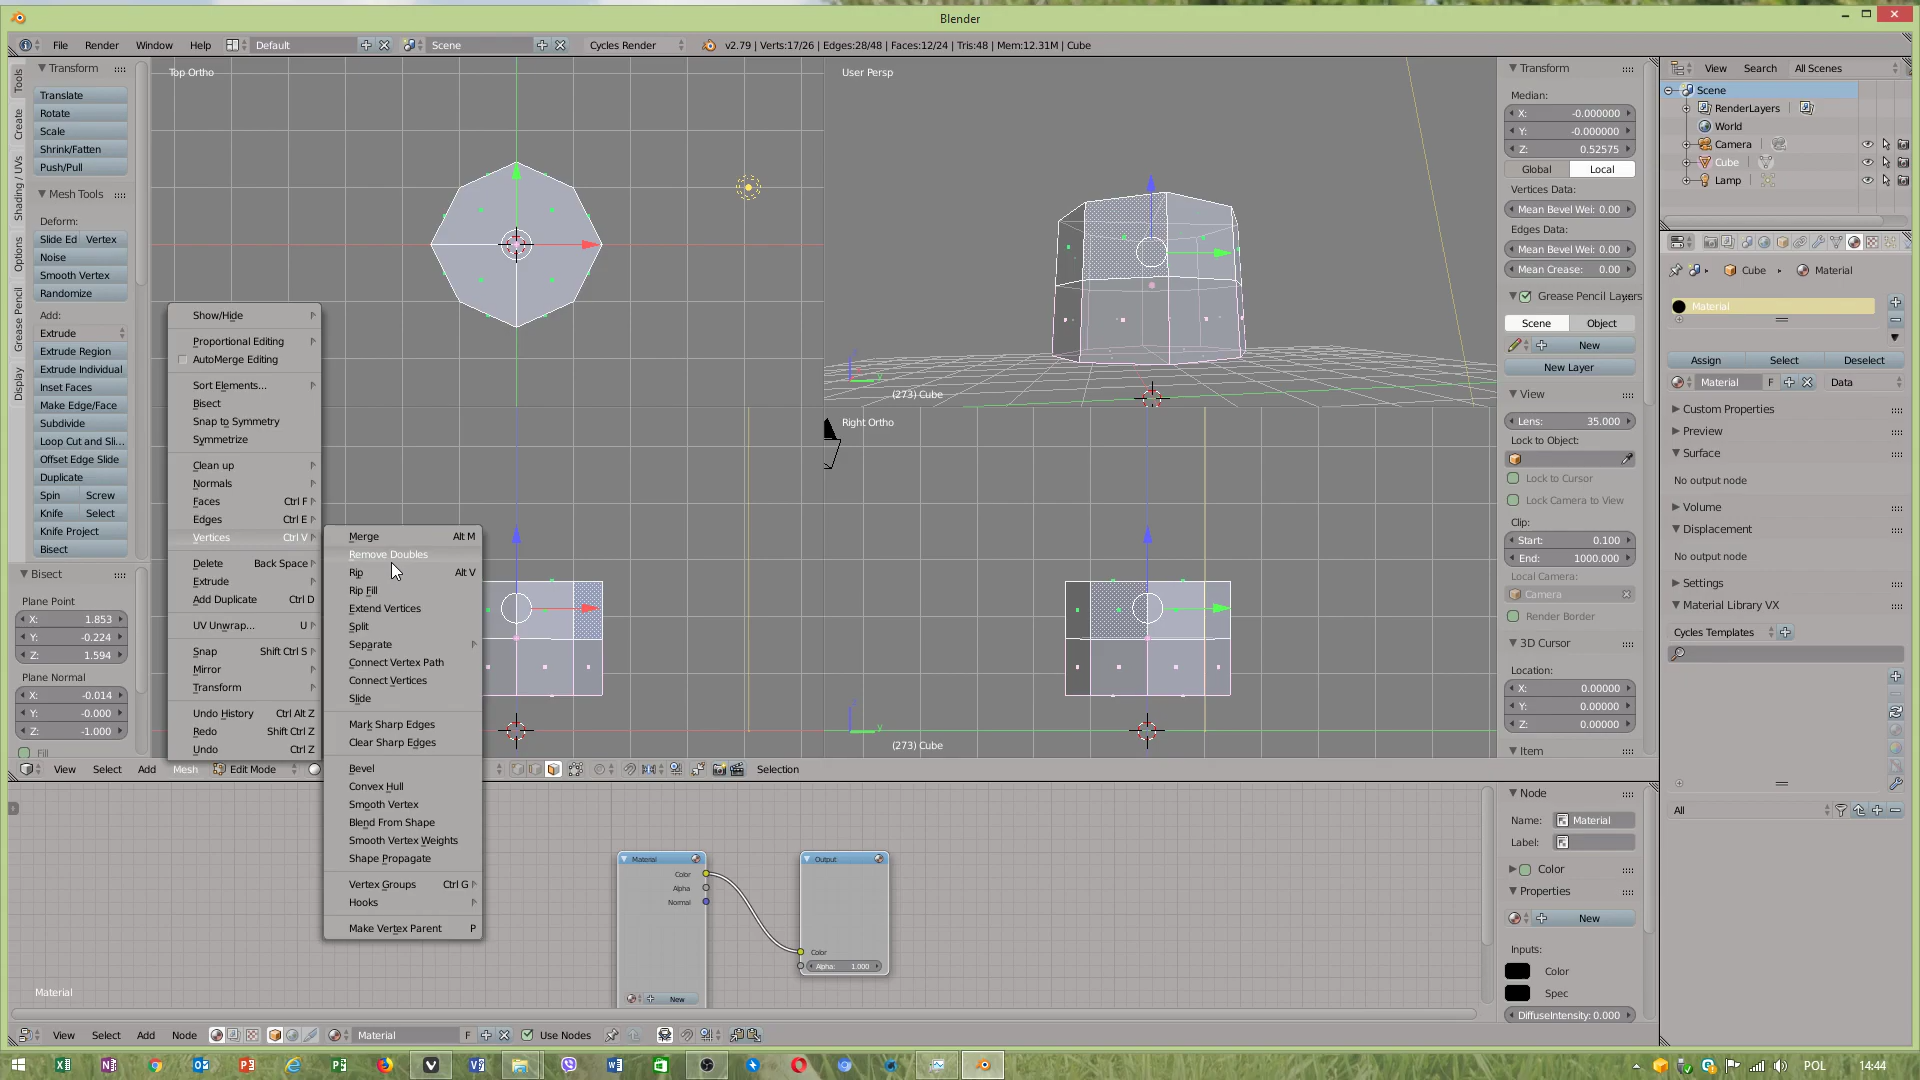 Blender
File Render Window Help Default Scene Cycles Render v2.79 | Verts:17/26 | Edges:28/48 | Faces:12/24 | Tris:48 | Mem:12.31M | Cube
Tools
Create
Shading / UVs
Options
Grease Pencil
Display
Transform
Translate
Rotate
Scale
Shrink/Fatten
Push/Pull
Mesh Tools
Deform:
Slide Ed Vertex
Noise
Smooth Vertex
Randomize
Add:
Extrude
Extrude Region
Extrude Individual
Inset Faces
Make Edge/Face
Subdivide
Loop Cut and Sli...
Offset Edge Slide
Duplicate
Spin Screw
Knife Select
Knife Project
Bisect
Bisect
Plane Point
X: 1.853
Y: -0.224
Z: 1.594
Plane Normal
X: -0.014
Y: -0.000
Z: -1.000
Fill
Top Ortho
User Persp
(273) Cube
Right Ortho
(273) Cube
Show/Hide
Proportional Editing
AutoMerge Editing
Sort Elements...
Bisect
Snap to Symmetry
Symmetrize
Clean up
Normals
Faces Ctrl F
Edges Ctrl E
Vertices Ctrl V
Delete Back Space
Extrude
Add Duplicate Ctrl D
UV Unwrap... U
Snap Shift Ctrl S
Mirror
Transform
Undo History Ctrl Alt Z
Redo Shift Ctrl Z
Undo Ctrl Z
Merge Alt M
Remove Doubles
Rip Alt V
Rip Fill
Extend Vertices
Split
Separate
Connect Vertex Path
Connect Vertices
Slide
Mark Sharp Edges
Clear Sharp Edges
Bevel
Convex Hull
Smooth Vertex
Blend From Shape
Smooth Vertex Weights
Shape Propagate
Vertex Groups Ctrl G
Hooks
Make Vertex Parent P
View Select Add Mesh Edit Mode Selection
Transform
Median:
X: -0.000000
Y: -0.000000
Z: 0.52575
Global Local
Vertices Data:
Mean Bevel Wei: 0.00
Edges Data:
Mean Bevel Wei: 0.00
Mean Crease: 0.00
Grease Pencil Layers
Scene Object
New
New Layer
View
Lens: 35.000
Lock to Object:
Lock to Cursor
Lock Camera to View
Clip:
Start: 0.100
End: 1000.000
Local Camera:
Camera
Render Border
3D Cursor
Location:
X: 0.00000
Y: 0.00000
Z: 0.00000
Item
View Search All Scenes
Scene
RenderLayers
World
Camera
Cube
Lamp
Cube Material
Material
Assign Select Deselect
Material F Data
Custom Properties
Preview
Surface
No output node
Volume
Displacement
No output node
Settings
Material Library VX
Cycles Templates
All
Material
Color
Alpha
Normal
New
Output
Color
Alpha: 1.000
Material
Node
Name: Material
Label:
Color
Properties
New
Inputs:
Color
Spec
DiffuseIntensity: 0.000
View Select Add Node Material F Use Nodes
POL 14:44